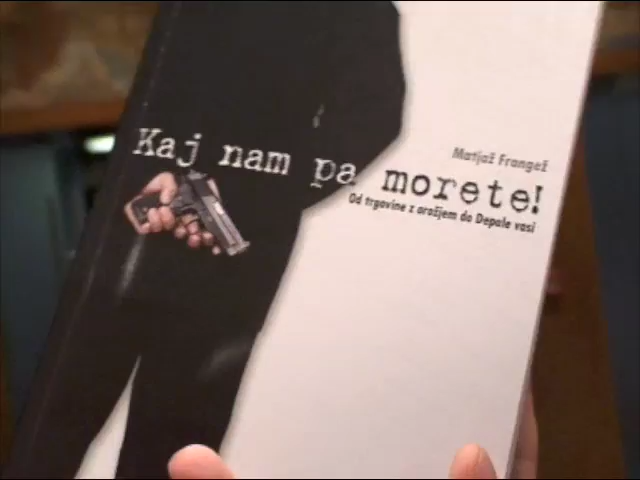 Matjaž Frangež
Kaj nam pa morete!
Od trgovine z orožjem do Depale vasi